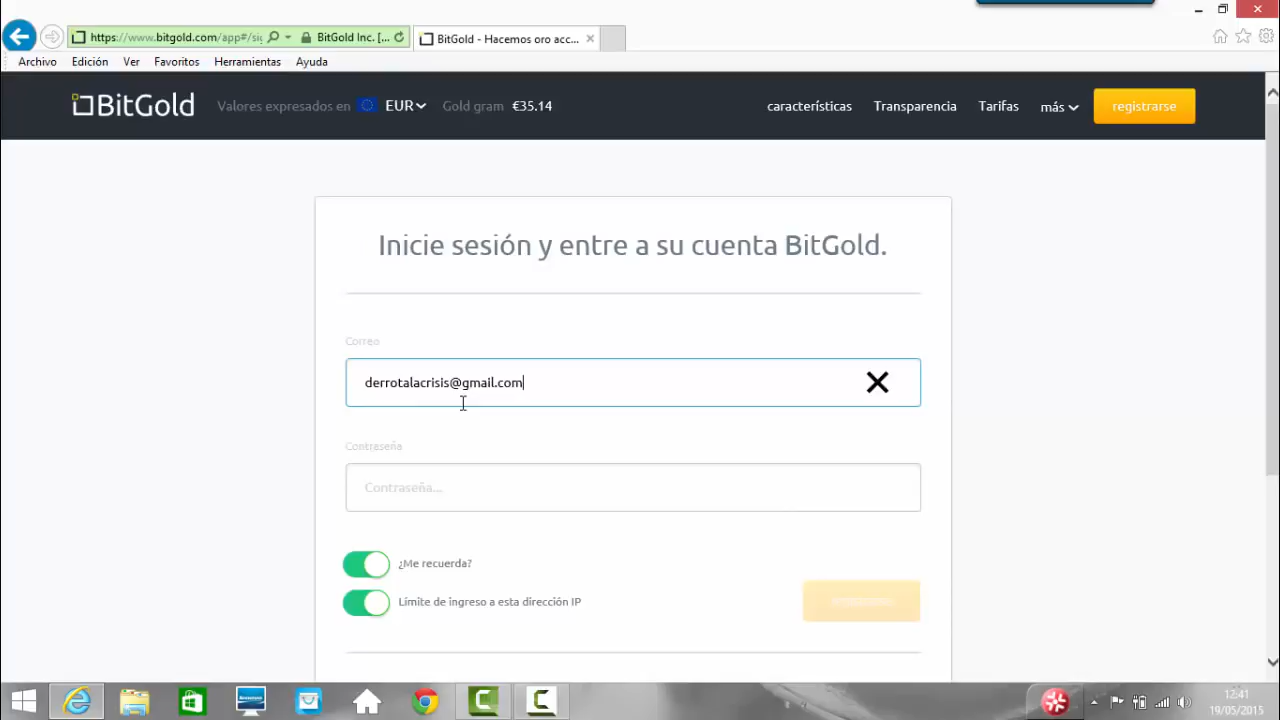 https://www.bitgold.com/app#/si
BitGold Inc. [...
BitGold - Hacemos oro acc...
Archivo Edición Ver Favoritos Herramientas Ayuda
BitGold Valores expresados en EUR Gold gram €35.14 características Transparencia Tarifas más registrarse
Inicie sesión y entre a su cuenta BitGold.
Correo
derrotalacrisis@gmail.com
Contraseña
Contraseña...
¿Me recuerda?
Límite de ingreso a esta dirección IP
12:41
19/05/2015